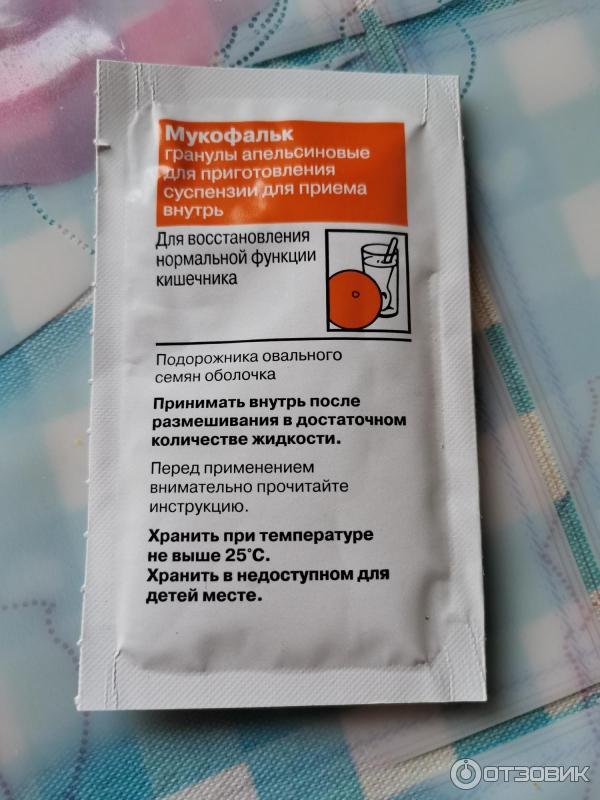 Мукофальк
гранулы апельсиновые
для приготовления
суспензии для приема
внутрь
Для восстановления
нормальной функции
кишечника
Подорожника овального
семян оболочка
Принимать внутрь после
размешивания в достаточном
количестве жидкости.
Перед применением
внимательно прочитайте
инструкцию.
Хранить при температуре
не выше 25°C.
Хранить в недоступном для
детей месте.
ОТЗОВИК